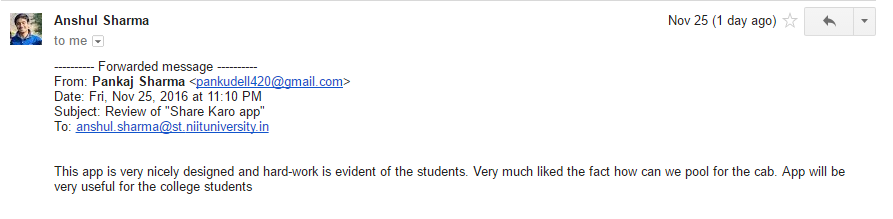 Anshul Sharma
Nov 25 (1 day ago)
to me
---------- Forwarded message ----------
From: Pankaj Sharma <pankudell420@gmail.com>
Date: Fri, Nov 25, 2016 at 11:10 PM
Subject: Review of "Share Karo app"
To: anshul.sharma@st.niituniversity.in
This app is very nicely designed and hard-work is evident of the students. Very much liked the fact how can we pool for the cab. App will be
very useful for the college students